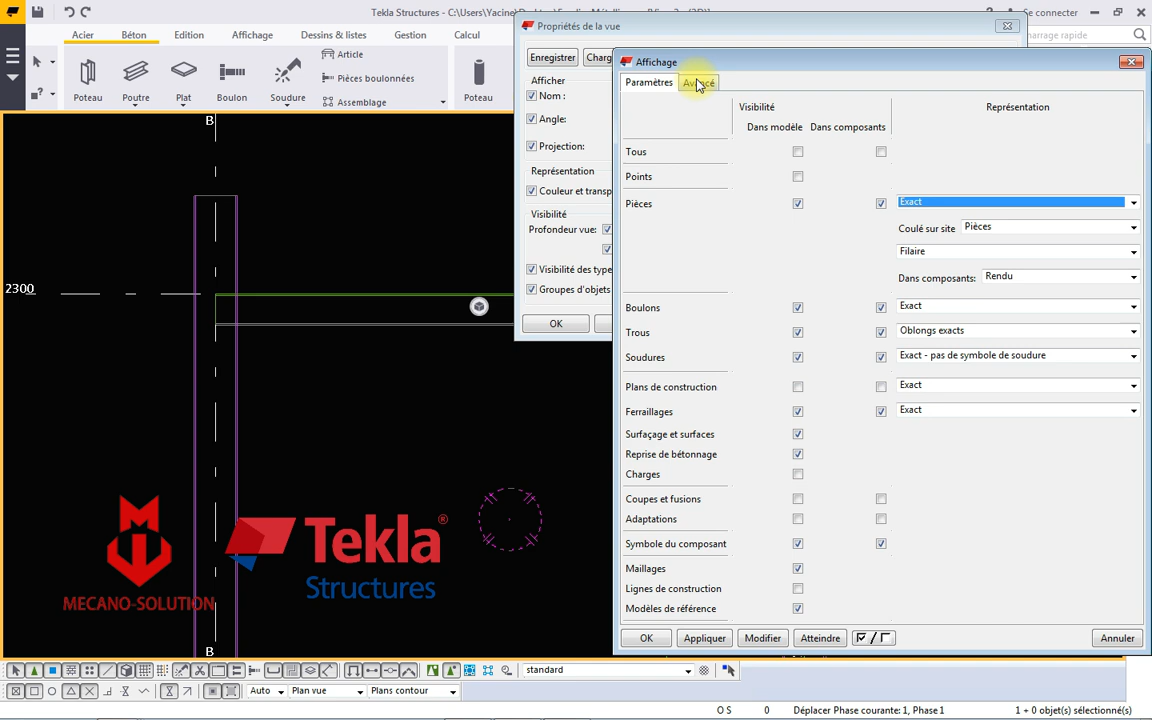 Tekla Structures - C:\Users\Yacine\
Se connecter
Acier Béton Edition Affichage Dessins & listes Gestion Calcul
Propriétés de la vue
Poteau Poutre Plat Boulon Soudure
Article
Pièces boulonnées
Assemblage
Poteau
Enregistrer
Afficher
Nom :
Angle:
Projection:
Représentation
Couleur et transp
Visibilité
Profondeur vue:
Visibilité des type
Groupes d'objets
OK
Affichage
Paramètres Avancé
Visibilité
Représentation
Dans modèle Dans composants
Tous
Points
Pièces Exact
Coulé sur site Pièces
Filaire
Dans composants: Rendu
Boulons Exact
Trous Oblongs exacts
Soudures Exact - pas de symbole de soudure
Plans de construction Exact
Ferraillages Exact
Surfaçage et surfaces
Reprise de bétonnage
Charges
Coupes et fusions
Adaptations
Symbole du composant
Maillages
Lignes de construction
Modèles de référence
OK Appliquer Modifier Atteindre / Annuler
B
2300
B
MECANO-SOLUTION
Tekla®
Structures
standard
Auto Plan vue Plans contour
O S 0 Déplacer Phase courante: 1, Phase 1 1 + 0 objet(s) sélectionné(s)